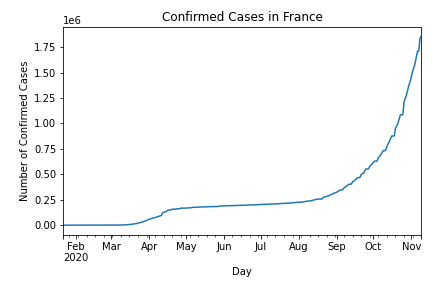 Confirmed Cases in France
1e6
Number of Confirmed Cases
1.75
1.50
1.25
1.00
0.75
0.50
0.25
0.00
Feb Mar Apr May Jun Jul Aug Sep Oct Nov
2020
Day